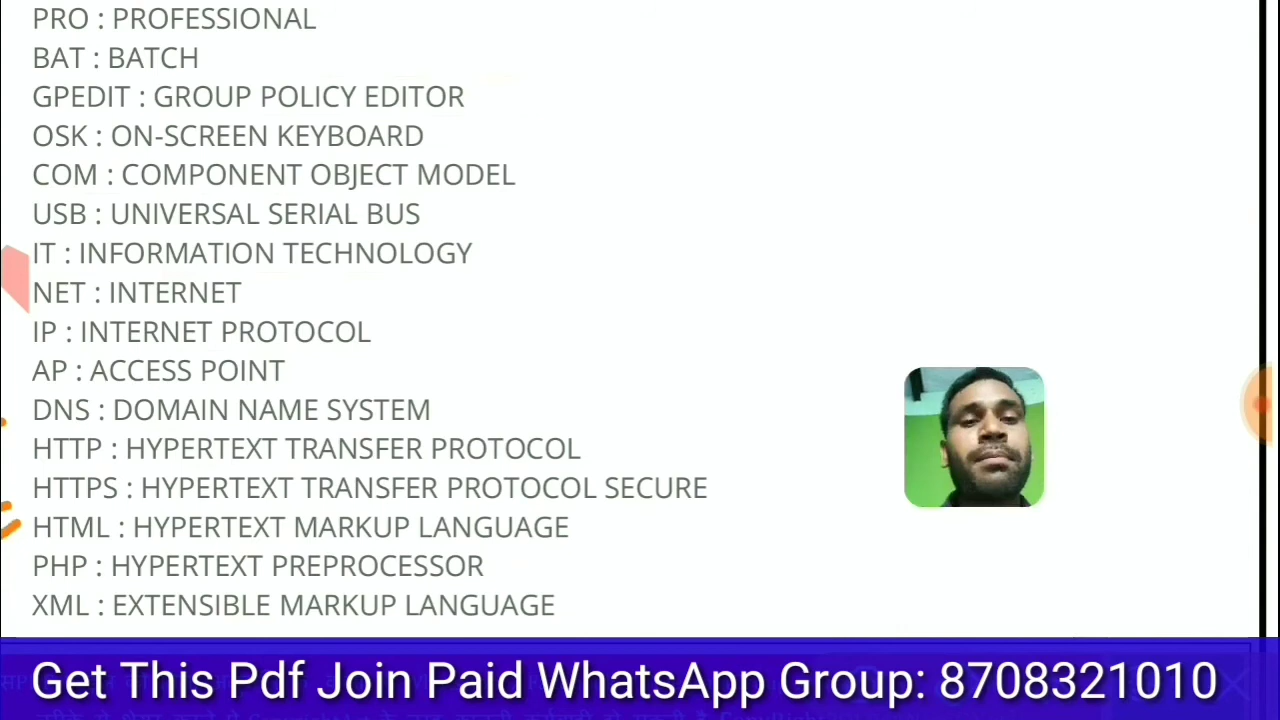 PRO : PROFESSIONAL
BAT : BATCH
GPEDIT : GROUP POLICY EDITOR
OSK : ON-SCREEN KEYBOARD
COM : COMPONENT OBJECT MODEL
USB : UNIVERSAL SERIAL BUS
IT : INFORMATION TECHNOLOGY
NET : INTERNET
IP : INTERNET PROTOCOL
AP : ACCESS POINT
DNS : DOMAIN NAME SYSTEM
HTTP : HYPERTEXT TRANSFER PROTOCOL
HTTPS : HYPERTEXT TRANSFER PROTOCOL SECURE
HTML : HYPERTEXT MARKUP LANGUAGE
PHP : HYPERTEXT PREPROCESSOR
XML : EXTENSIBLE MARKUP LANGUAGE
Get This Pdf Join Paid WhatsApp Group: 8708321010